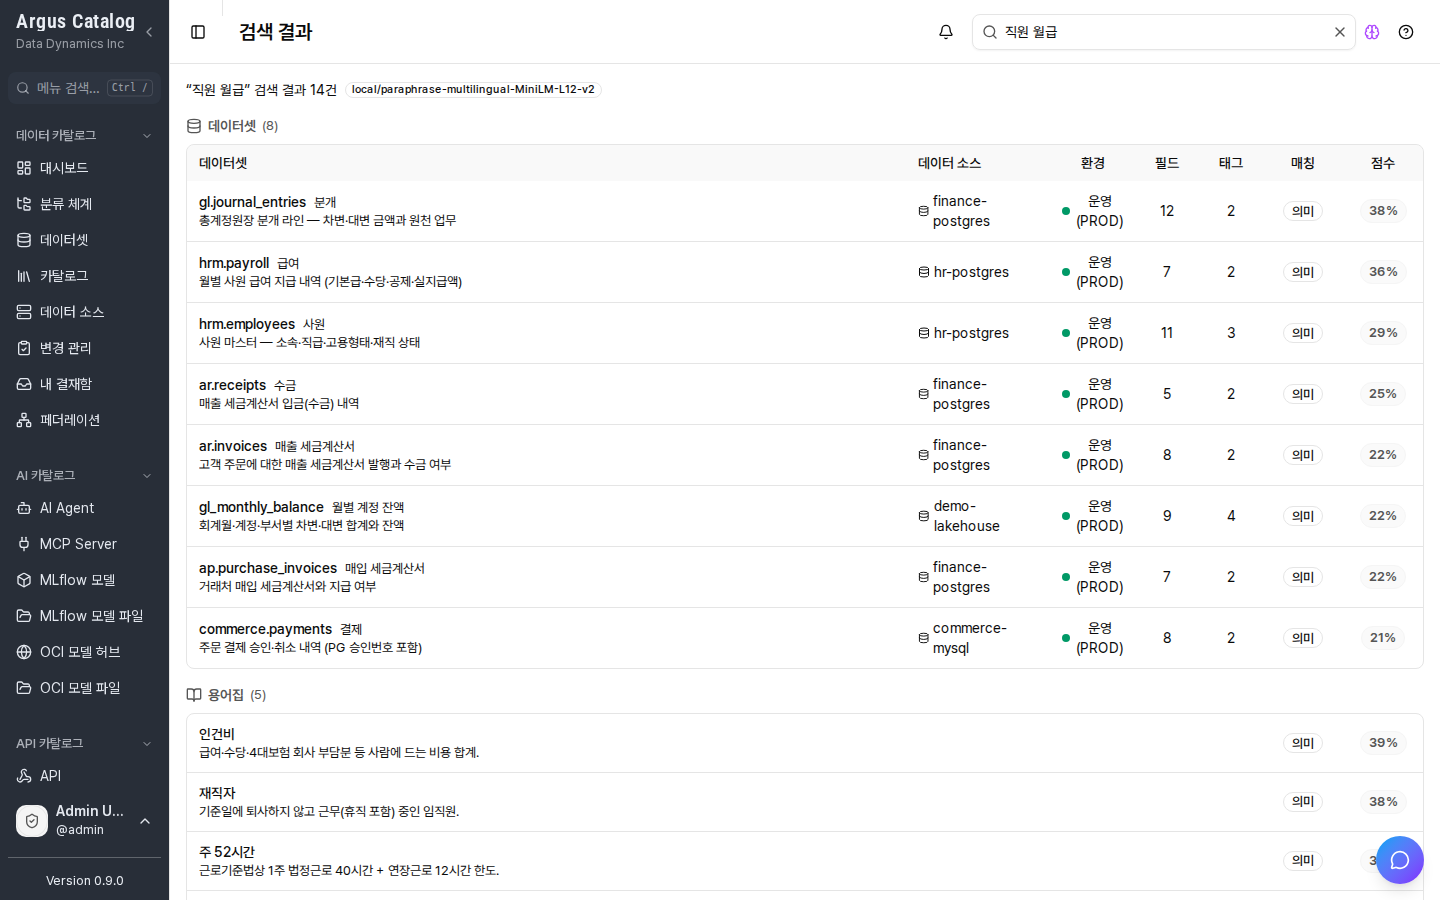 Argus Catalog
Data Dynamics Inc
메뉴 검색... Ctrl /
데이터 카탈로그
대시보드
분류 체계
데이터셋
카탈로그
데이터 소스
변경 관리
내 결재함
페더레이션
AI 카탈로그
AI Agent
MCP Server
MLflow 모델
MLflow 모델 파일
OCI 모델 허브
OCI 모델 파일
API 카탈로그
API
Admin U...
@admin
Version 0.9.0
검색 결과
직원 월급
“직원 월급” 검색 결과 14건 local/paraphrase-multilingual-MiniLM-L12-v2
데이터셋 (8)
데이터셋 데이터 소스 환경 필드 태그 매칭 점수
gl.journal_entries 분개
총계정원장 분개 라인 — 차변·대변 금액과 원천 업무
finance-
postgres
운영
(PROD)
12 2 의미 38%
hrm.payroll 급여
월별 사원 급여 지급 내역 (기본급·수당·공제·실지급액)
hr-postgres
운영
(PROD)
7 2 의미 36%
hrm.employees 사원
사원 마스터 — 소속·직급·고용형태·재직 상태
hr-postgres
운영
(PROD)
11 3 의미 29%
ar.receipts 수금
매출 세금계산서 입금(수금) 내역
finance-
postgres
운영
(PROD)
5 2 의미 25%
ar.invoices 매출 세금계산서
고객 주문에 대한 매출 세금계산서 발행과 수금 여부
finance-
postgres
운영
(PROD)
8 2 의미 22%
gl_monthly_balance 월별 계정 잔액
회계월·계정·부서별 차변·대변 합계와 잔액
demo-
lakehouse
운영
(PROD)
9 4 의미 22%
ap.purchase_invoices 매입 세금계산서
거래처 매입 세금계산서와 지급 여부
finance-
postgres
운영
(PROD)
7 2 의미 22%
commerce.payments 결제
주문 결제 승인·취소 내역 (PG 승인번호 포함)
commerce-
mysql
운영
(PROD)
8 2 의미 21%
용어집 (5)
인건비
급여·수당·4대보험 회사 부담분 등 사람에 드는 비용 합계.
의미 39%
재직자
기준일에 퇴사하지 않고 근무(휴직 포함) 중인 임직원.
의미 38%
주 52시간
근로기준법상 1주 법정근로 40시간 + 연장근로 12시간 한도.
의미